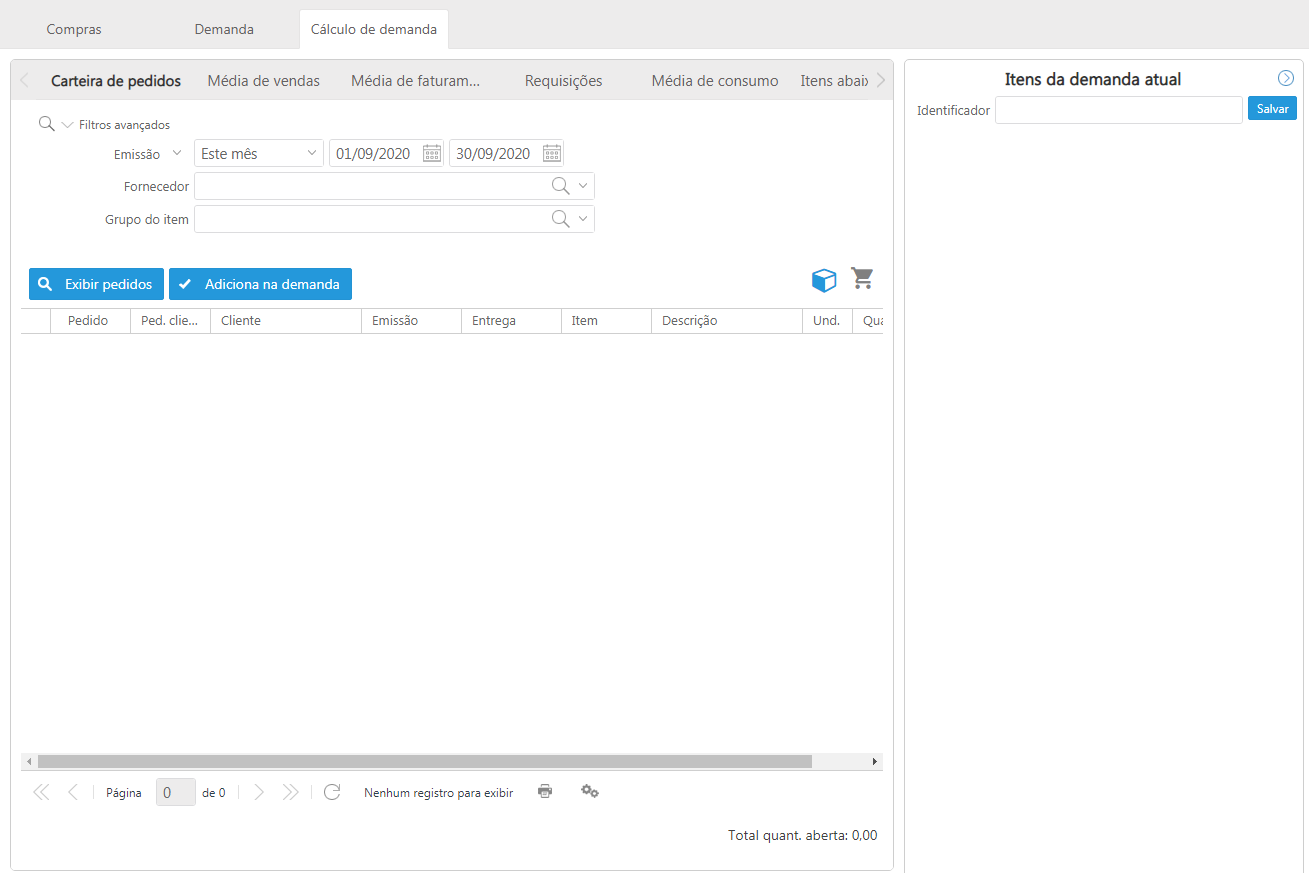 Compras Demanda Cálculo de demanda
Carteira de pedidos Média de vendas Média de faturam... Requisições Média de consumo Itens abaix
Filtros avançados
Emissão Este mês 01/09/2020 30/09/2020
Fornecedor
Grupo do item
Exibir pedidos Adiciona na demanda
Pedido Ped. clie... Cliente Emissão Entrega Item Descrição Und. Qua
Página 0 de 0 Nenhum registro para exibir
Total quant. aberta: 0,00
Itens da demanda atual
Identificador Salvar